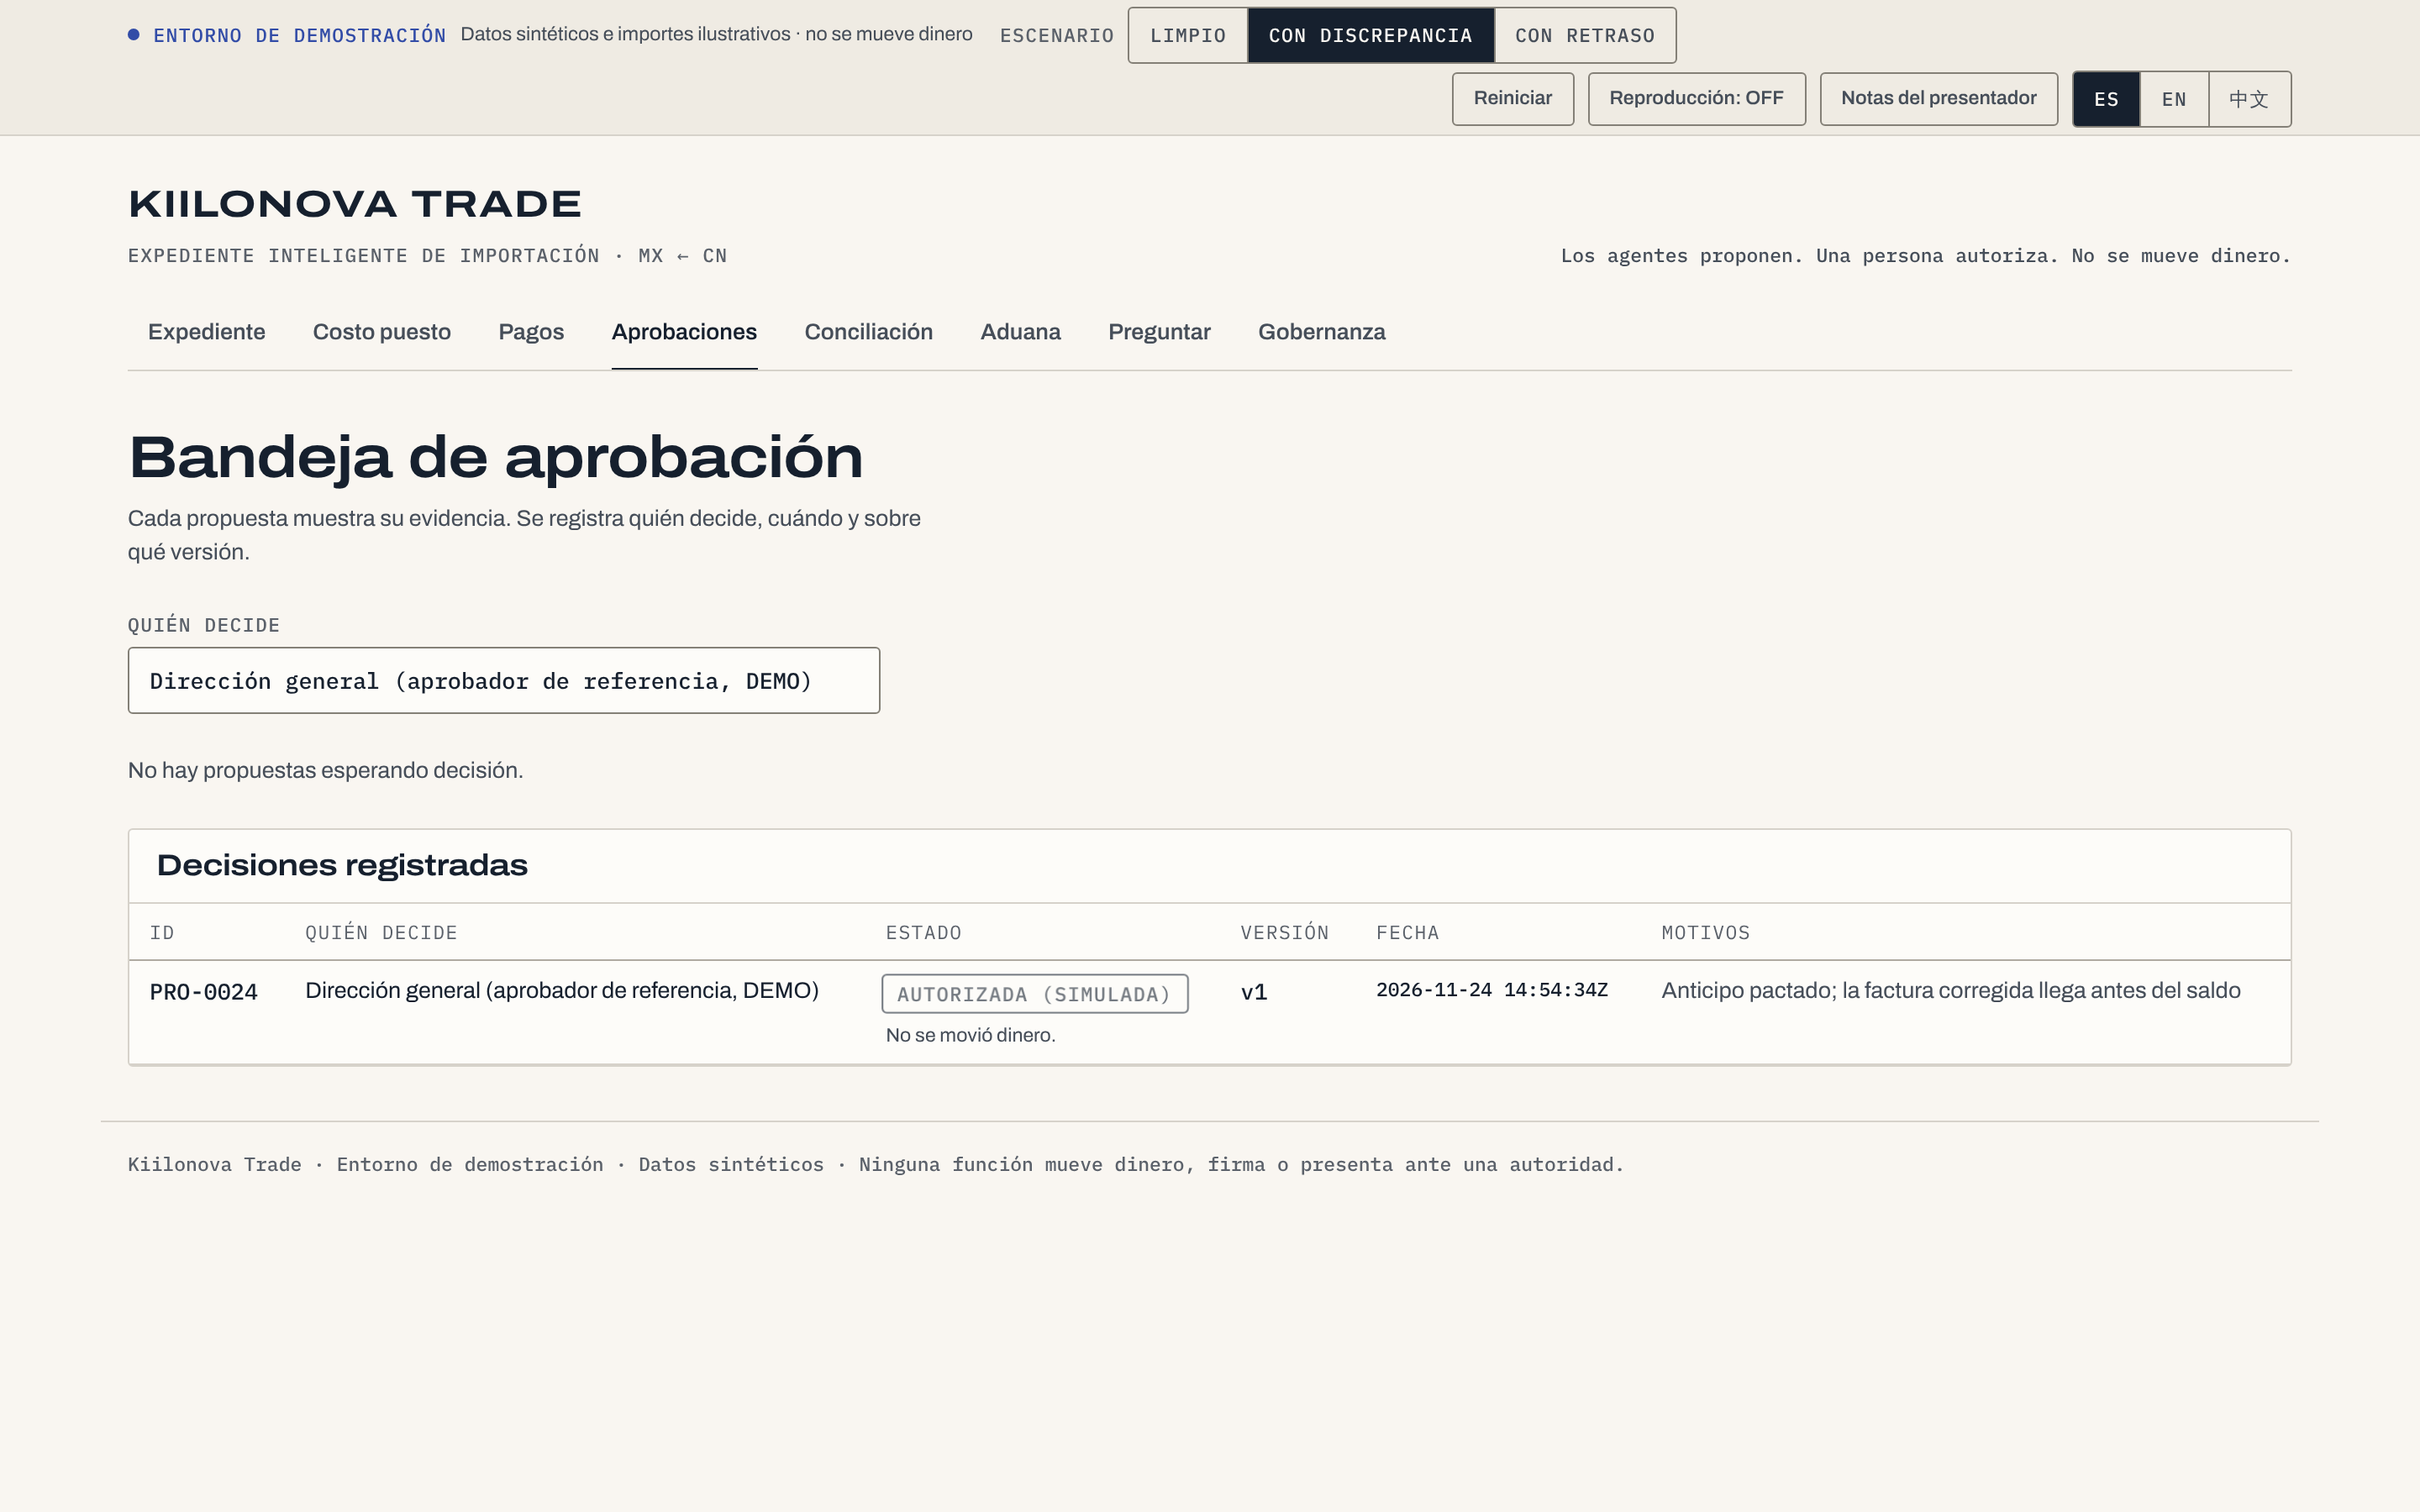 ENTORNO DE DEMOSTRACIÓN Datos sintéticos e importes ilustrativos · no se mueve dinero ESCENARIO LIMPIO CON DISCREPANCIA CON RETRASO
Reiniciar Reproducción: OFF Notas del presentador ES EN 中文
KIILONOVA TRADE
EXPEDIENTE INTELIGENTE DE IMPORTACIÓN · MX ← CN Los agentes proponen. Una persona autoriza. No se mueve dinero.
Expediente Costo puesto Pagos Aprobaciones Conciliación Aduana Preguntar Gobernanza
Bandeja de aprobación
Cada propuesta muestra su evidencia. Se registra quién decide, cuándo y sobre
qué versión.
QUIÉN DECIDE
Dirección general (aprobador de referencia, DEMO)
No hay propuestas esperando decisión.
Decisiones registradas
ID QUIÉN DECIDE ESTADO VERSIÓN FECHA MOTIVOS
PRO-0024 Dirección general (aprobador de referencia, DEMO) AUTORIZADA (SIMULADA) v1 2026-11-24 14:54:34Z Anticipo pactado; la factura corregida llega antes del saldo
No se movió dinero.
Kiilonova Trade · Entorno de demostración · Datos sintéticos · Ninguna función mueve dinero, firma o presenta ante una autoridad.